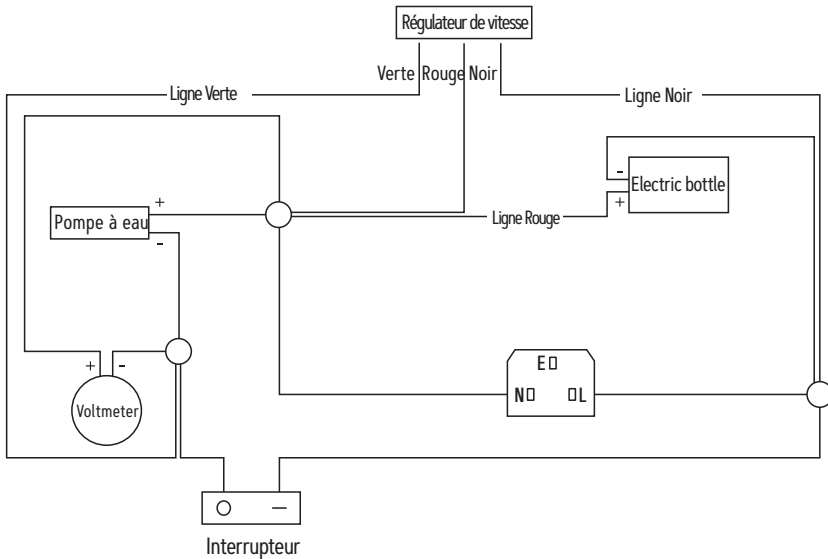 Régulateur de vitesse
Verte Rouge Noir
Ligne Verte
Ligne Noir
-
Electric bottle
+
+
Pompe à eau
-
Ligne Rouge
E
N L
+ -
Voltmeter
Interrupteur